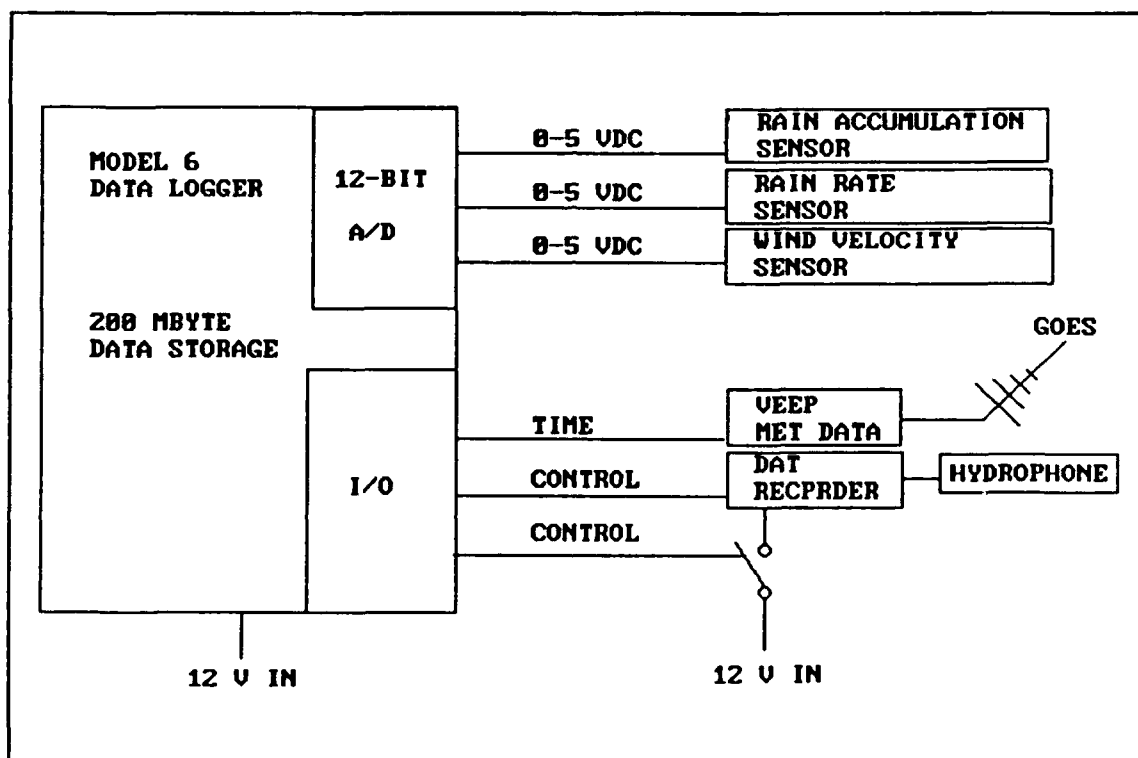 MODEL 6
DATA LOGGER
200 MBYTE
DATA STORAGE
12-BIT
A/D
I/O
0-5 VDC
0-5 VDC
0-5 VDC
RAIN ACCUMULATION
SENSOR
RAIN RATE
SENSOR
WIND VELOCITY
SENSOR
GOES
TIME
VEEP
MET DATA
CONTROL
DAT
RECPRDER
HYDROPHONE
CONTROL
12 V IN
12 V IN